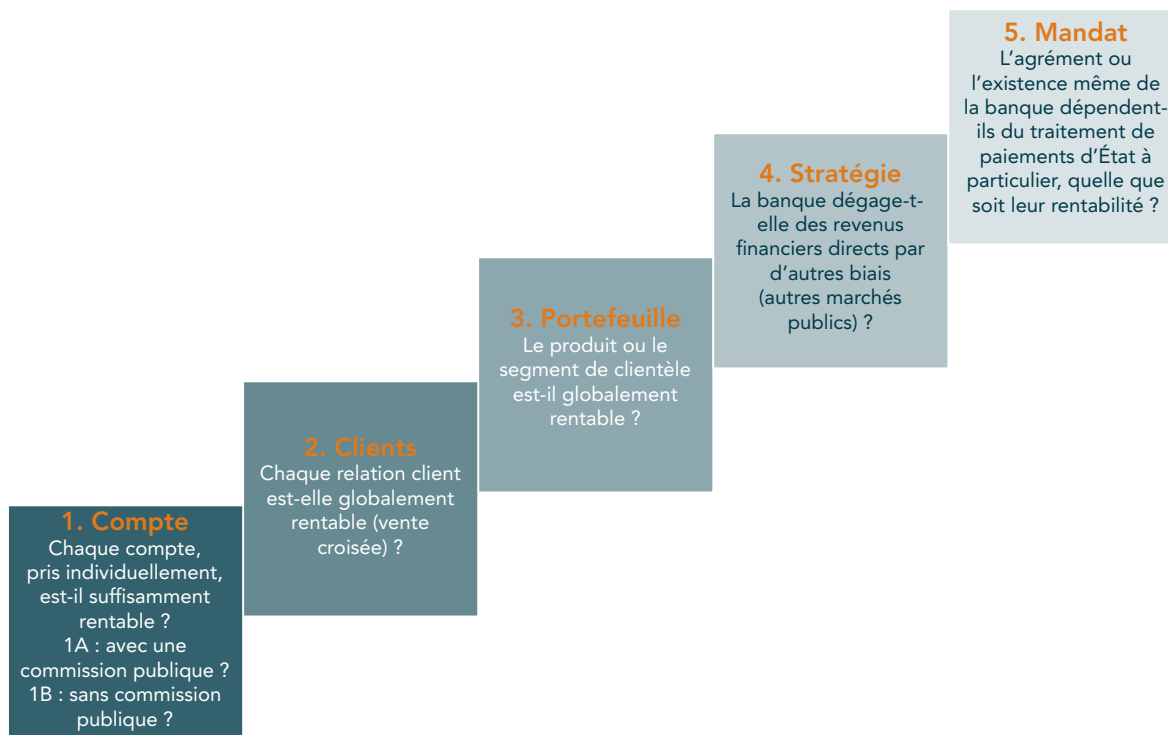 5. Mandat
L'agrément ou
l'existence même de
la banque dépendent-
ils du traitement de
paiements d'État à
particulier, quelle que
soit leur rentabilité ?
4. Stratégie
La banque dégage-t-
elle des revenus
financiers directs par
d'autres biais
(autres marchés
publics) ?
3. Portefeuille
Le produit ou le
segment de clientèle
est-il globalement
rentable ?
2. Clients
Chaque relation client
est-elle globalement
rentable (vente
croisée) ?
1. Compte
Chaque compte,
pris individuellement,
est-il suffisamment
rentable ?
1A : avec une
commission publique ?
1B : sans commission
publique ?